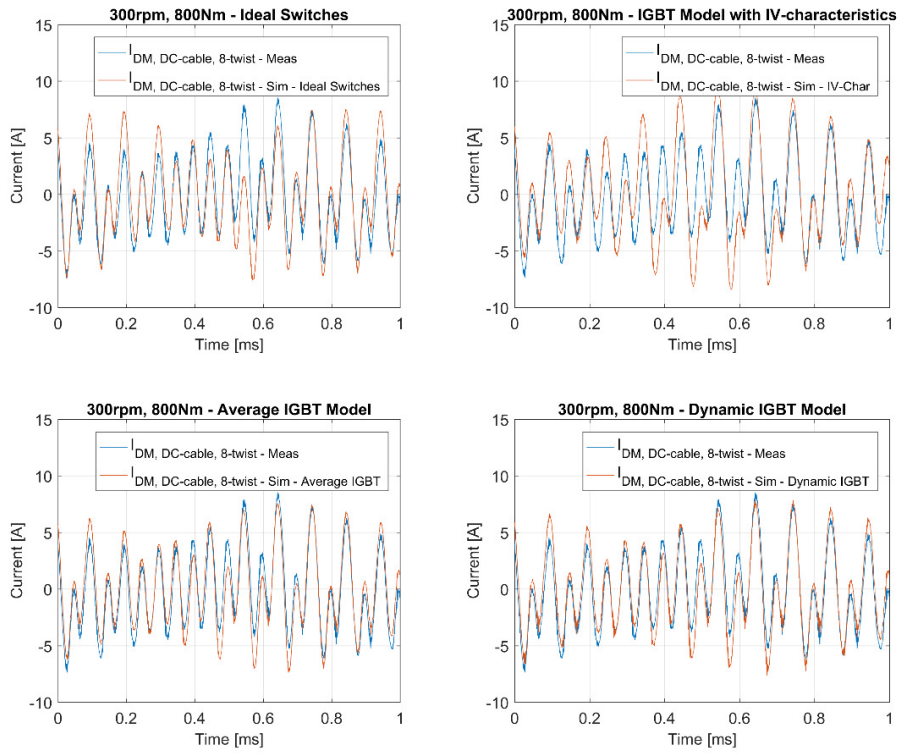 300rpm, 800Nm - Ideal Switches
15
10
5
0
-5
-10
Current [A]
I DM, DC-cable, 8-twist - Meas
I DM, DC-cable, 8-twist - Sim - Ideal Switches
0 0.2 0.4 0.6 0.8 1
Time [ms]
300rpm, 800Nm - IGBT Model with IV-characteristics
15
10
5
0
-5
-10
Current [A]
I DM, DC-cable, 8-twist - Meas
I DM, DC-cable, 8-twist - Sim - IV-Char
0 0.2 0.4 0.6 0.8 1
Time [ms]
300rpm, 800Nm - Average IGBT Model
15
10
5
0
-5
-10
Current [A]
I DM, DC-cable, 8-twist - Meas
I DM, DC-cable, 8-twist - Sim - Average IGBT
0 0.2 0.4 0.6 0.8 1
Time [ms]
300rpm, 800Nm - Dynamic IGBT Model
15
10
5
0
-5
-10
Current [A]
I DM, DC-cable, 8-twist - Meas
I DM, DC-cable, 8-twist - Sim - Dynamic IGBT
0 0.2 0.4 0.6 0.8 1
Time [ms]